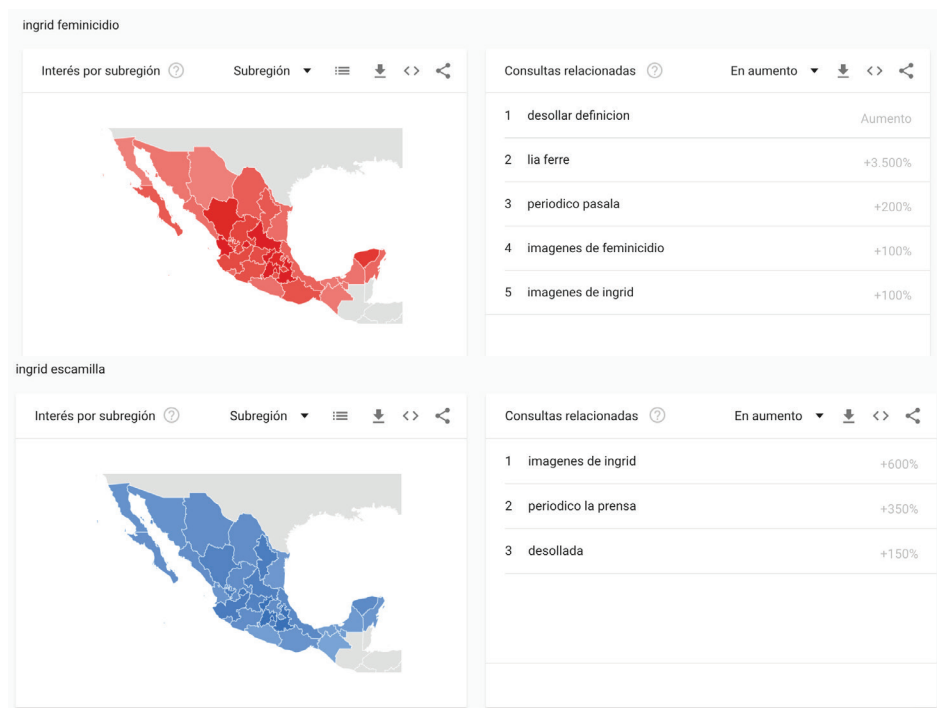 ingrid feminicidio
Interés por subregión
Subregión
Consultas relacionadas
En aumento
1 desollar definicion Aumento
2 lia ferre +3.500%
3 periodico pasala +200%
4 imagenes de feminicidio +100%
5 imagenes de ingrid +100%
ingrid escamilla
Interés por subregión
Subregión
Consultas relacionadas
En aumento
1 imagenes de ingrid +600%
2 periodico la prensa +350%
3 desollada +150%